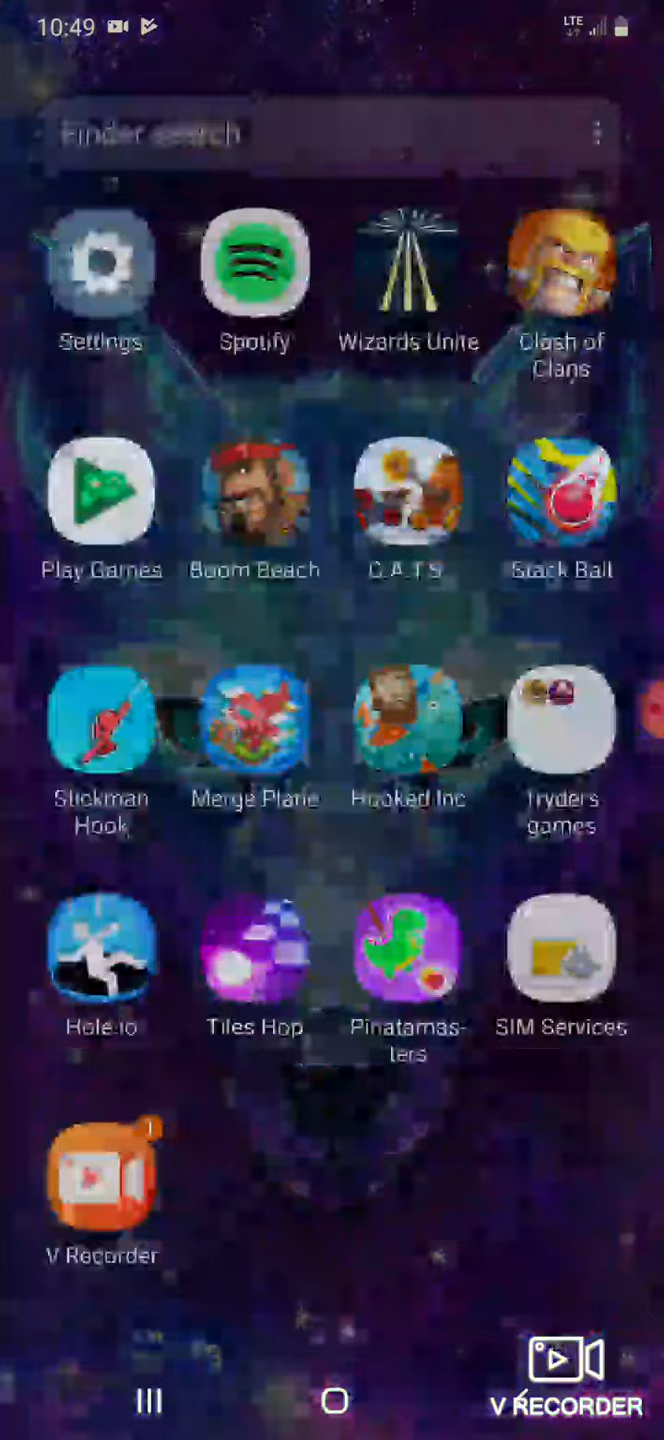 10:49
LTE
Finder search
Settings
Spotify
Wizards Unite
Clash of
Clans
Play Games
Boom Beach
C.A.T.S.
Stack Ball
Stickman
Hook
Merge Plane
Hooked Inc
Tryders
games
Hole.io
Tiles Hop
Pinatamas-
ters
SIM Services
1
V Recorder
V RECORDER